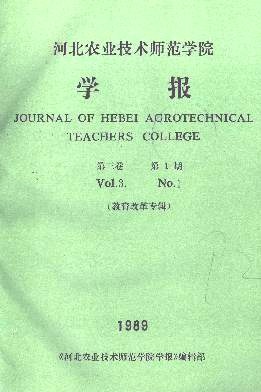 河北农业技术师范学院
学 报
JOURNAL OF HEBEI AGROTECHNICAL
TEACHERS COLLEGE
第三卷 第1期
Vol.3. No.1
(教育改革专辑)
1989
《河北农业技术师范学院学报》编辑部